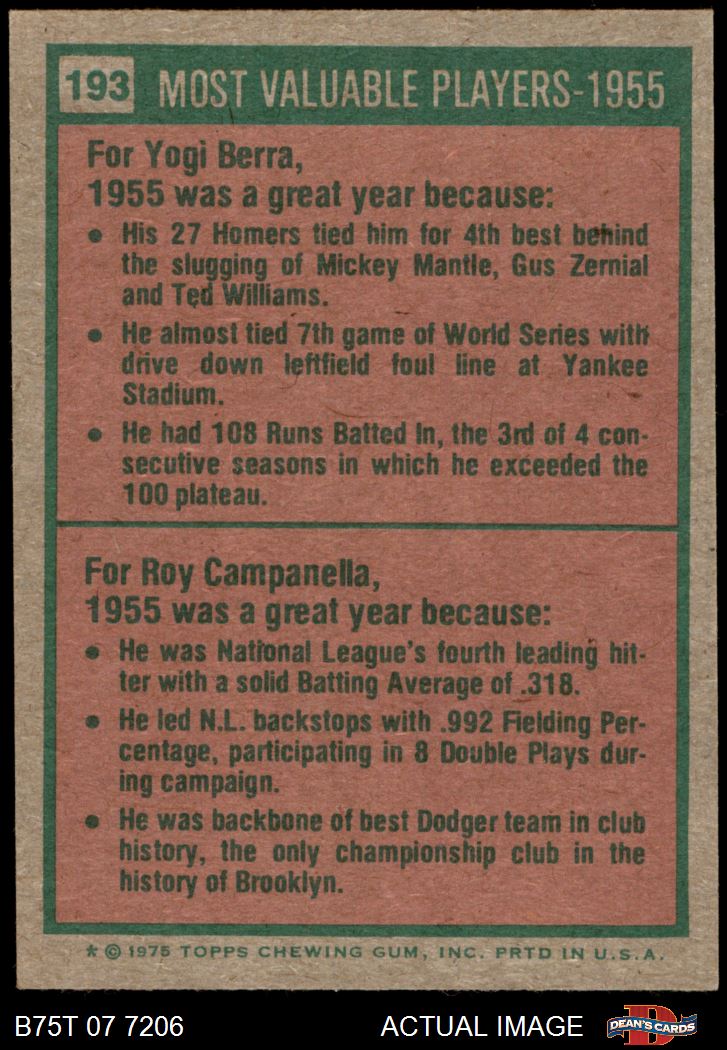 193 MOST VALUABLE PLAYERS-1955
For Yogi Berra,
1955 was a great year because:
• His 27 Homers tied him for 4th best behind
the slugging of Mickey Mantle, Gus Zernial
and Ted Williams.
• He almost tied 7th game of World Series with
drive down leftfield foul line at Yankee
Stadium.
• He had 108 Runs Batted In, the 3rd of 4 con-
secutive seasons in which he exceeded the
100 plateau.
For Roy Campanella,
1955 was a great year because:
• He was National League's fourth leading hit-
ter with a solid Batting Average of .318.
• He led N.L. backstops with .992 Fielding Per-
centage, participating in 8 Double Plays dur-
ing campaign.
• He was backbone of best Dodger team in club
history, the only championship club in the
history of Brooklyn.
* © 1975 TOPPS CHEWING GUM, INC. PRTD IN U.S.A.
B75T 07 7206 ACTUAL IMAGE D DEAN'S CARDS